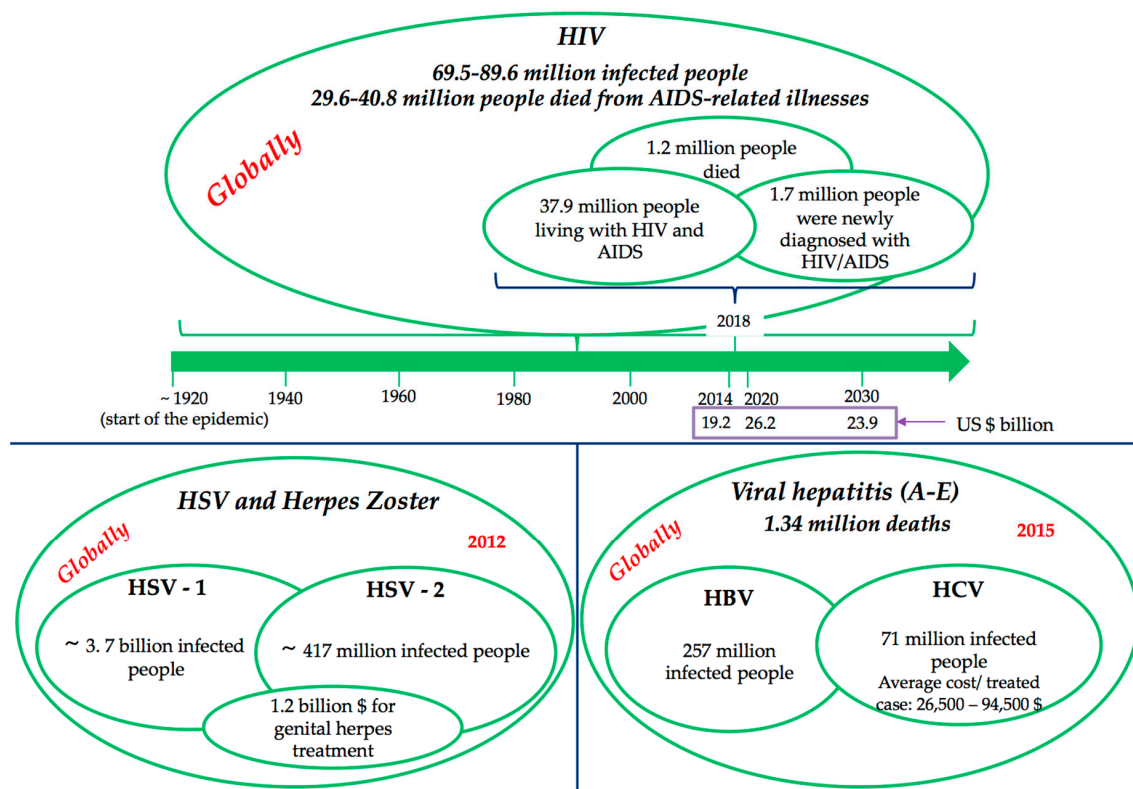 HIV
69.5-89.6 million infected people
29.6-40.8 million people died from AIDS-related illnesses
Globally
1.2 million people
died
37.9 million people
living with HIV and
AIDS
1.7 million people
were newly
diagnosed with
HIV/AIDS
2018
~ 1920
1940
1960
1980
2000
2014
2020
2030
(start of the epidemic)
19.2
26.2
23.9
US $ billion
HSV and Herpes Zoster
Globally
2012
HSV - 1
~ 3. 7 billion infected
people
HSV - 2
~ 417 million infected people
1.2 billion $ for
genital herpes
treatment
Viral hepatitis (A-E)
1.34 million deaths
Globally
2015
HBV
257 million
infected people
HCV
71 million infected
people
Average cost/ treated
case: 26,500 – 94,500 $